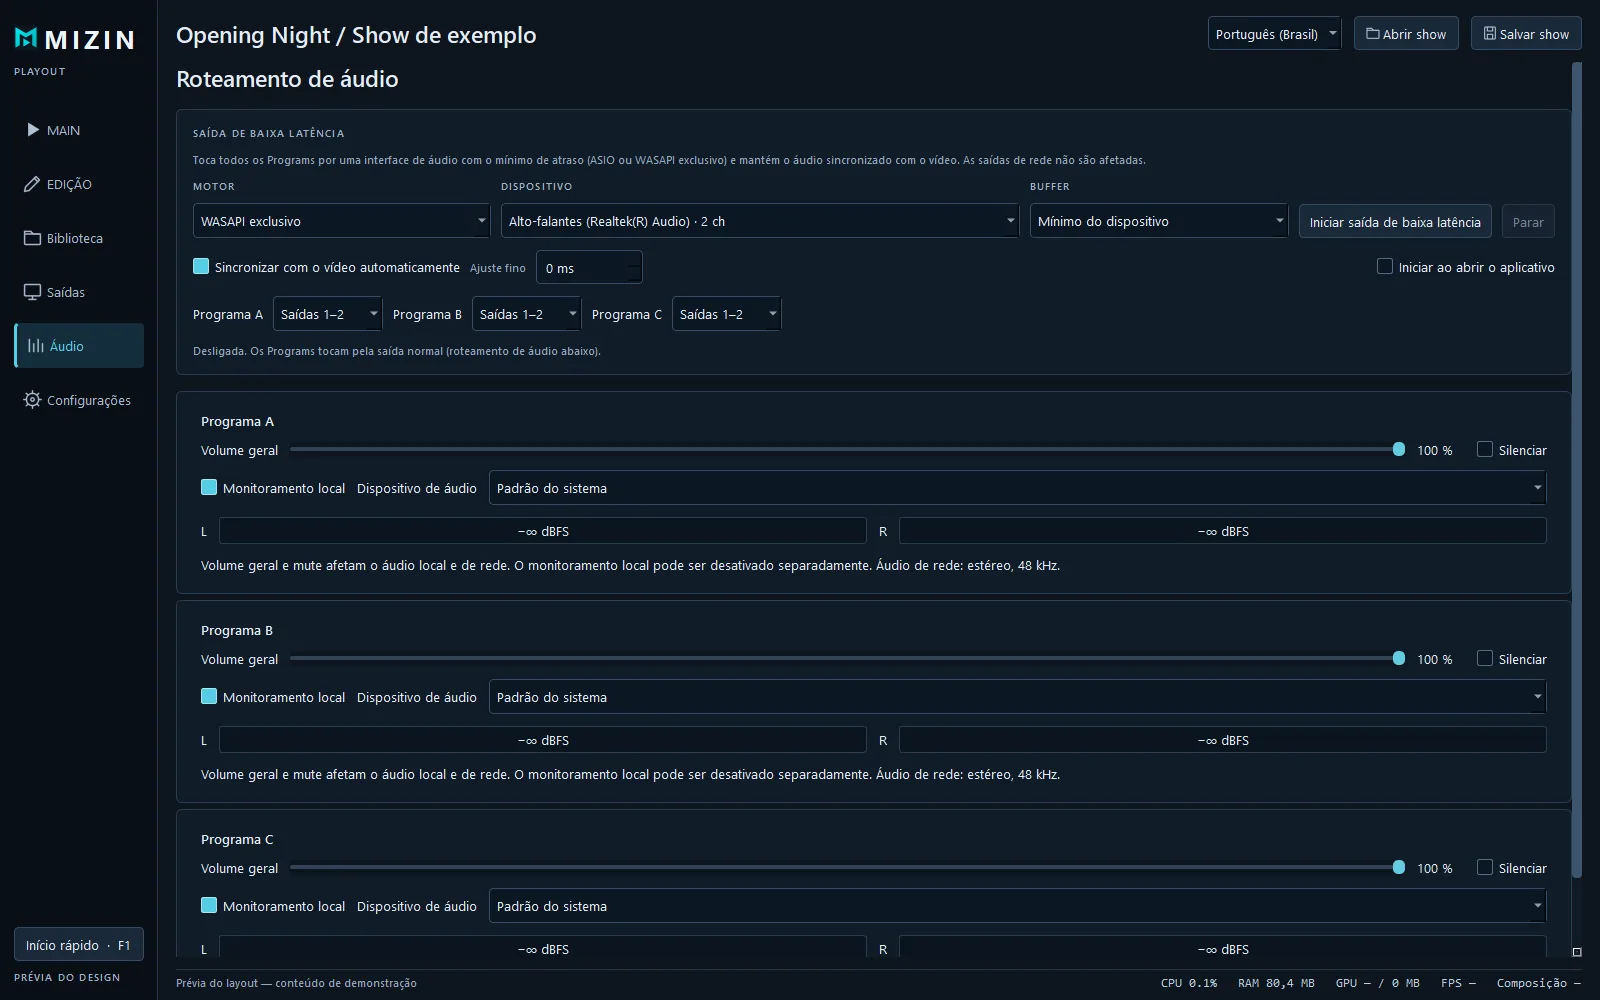 MIZIN
PLAYOUT
MAIN
EDIÇÃO
Biblioteca
Saídas
Áudio
Configurações
Início rápido · F1
PRÉVIA DO DESIGN
Opening Night / Show de exemplo
Português (Brasil)
Abrir show
Salvar show
Roteamento de áudio
SAÍDA DE BAIXA LATÊNCIA
Toca todos os Programs por uma interface de áudio com o mínimo de atraso (ASIO ou WASAPI exclusivo) e mantém o áudio sincronizado com o vídeo. As saídas de rede não são afetadas.
MOTOR DISPOSITIVO BUFFER
WASAPI exclusivo Alto-falantes (Realtek(R) Audio) · 2 ch Mínimo do dispositivo Iniciar saída de baixa latência Parar
Sincronizar com o vídeo automaticamente Ajuste fino 0 ms Iniciar ao abrir o aplicativo
Programa A Saídas 1–2 Programa B Saídas 1–2 Programa C Saídas 1–2
Desligada. Os Programs tocam pela saída normal (roteamento de áudio abaixo).
Programa A
Volume geral 100 % Silenciar
Monitoramento local Dispositivo de áudio Padrão do sistema
L −∞ dBFS R −∞ dBFS
Volume geral e mute afetam o áudio local e de rede. O monitoramento local pode ser desativado separadamente. Áudio de rede: estéreo, 48 kHz.
Programa B
Volume geral 100 % Silenciar
Monitoramento local Dispositivo de áudio Padrão do sistema
L −∞ dBFS R −∞ dBFS
Volume geral e mute afetam o áudio local e de rede. O monitoramento local pode ser desativado separadamente. Áudio de rede: estéreo, 48 kHz.
Programa C
Volume geral 100 % Silenciar
Monitoramento local Dispositivo de áudio Padrão do sistema
L −∞ dBFS R −∞ dBFS
Prévia do layout — conteúdo de demonstração
CPU 0.1% RAM 80,4 MB GPU — / 0 MB FPS — Composição —